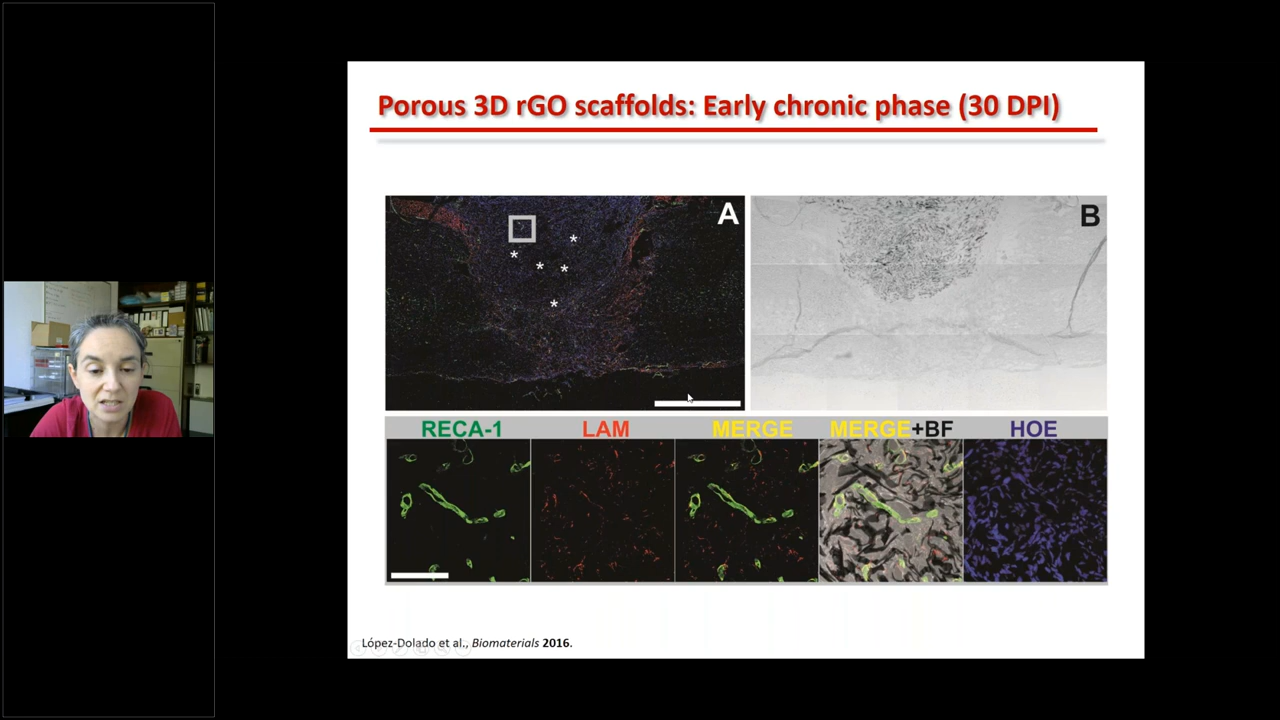 Porous 3D rGO scaffolds: Early chronic phase (30 DPI)
A
B
* * * * *
RECA-1 LAM MERGE MERGE+BF HOE
López-Dolado et al., Biomaterials 2016.